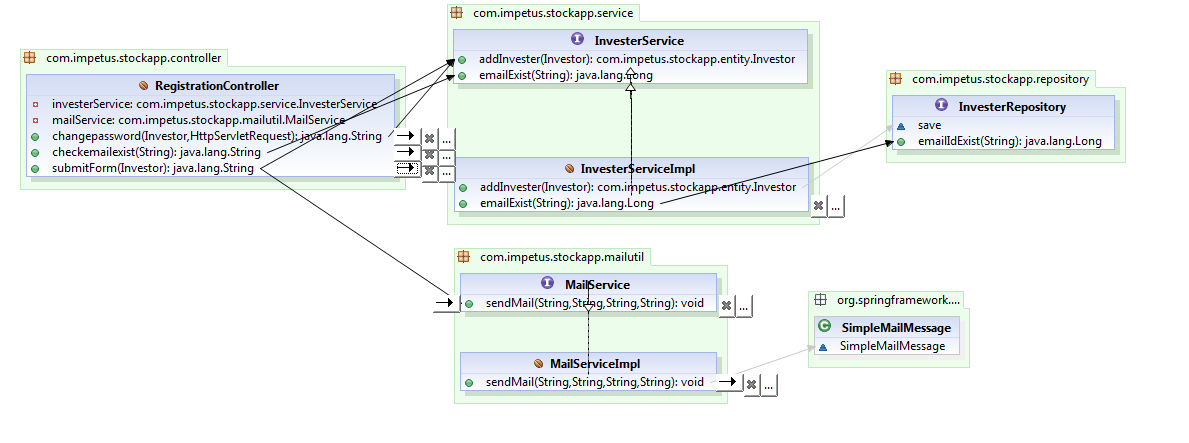 com.impetus.stockapp.service
InvesterService
addInvester(Investor): com.impetus.stockapp.entity.Investor
emailExist(String): java.lang.Long
com.impetus.stockapp.controller
RegistrationController
investerService: com.impetus.stockapp.service.InvesterService
mailService: com.impetus.stockapp.mailutil.MailService
changepassword(Investor,HttpServletRequest): java.lang.String
checkemailexist(String): java.lang.String
submitForm(Investor): java.lang.String
...
...
...
com.impetus.stockapp.repository
InvesterRepository
save
emailIdExist(String): java.lang.Long
InvesterServiceImpl
addInvester(Investor): com.impetus.stockapp.entity.Investor
emailExist(String): java.lang.Long
...
com.impetus.stockapp.mailutil
MailService
sendMail(String,String,String,String): void
...
MailServiceImpl
sendMail(String,String,String,String): void
...
org.springframework....
SimpleMailMessage
SimpleMailMessage